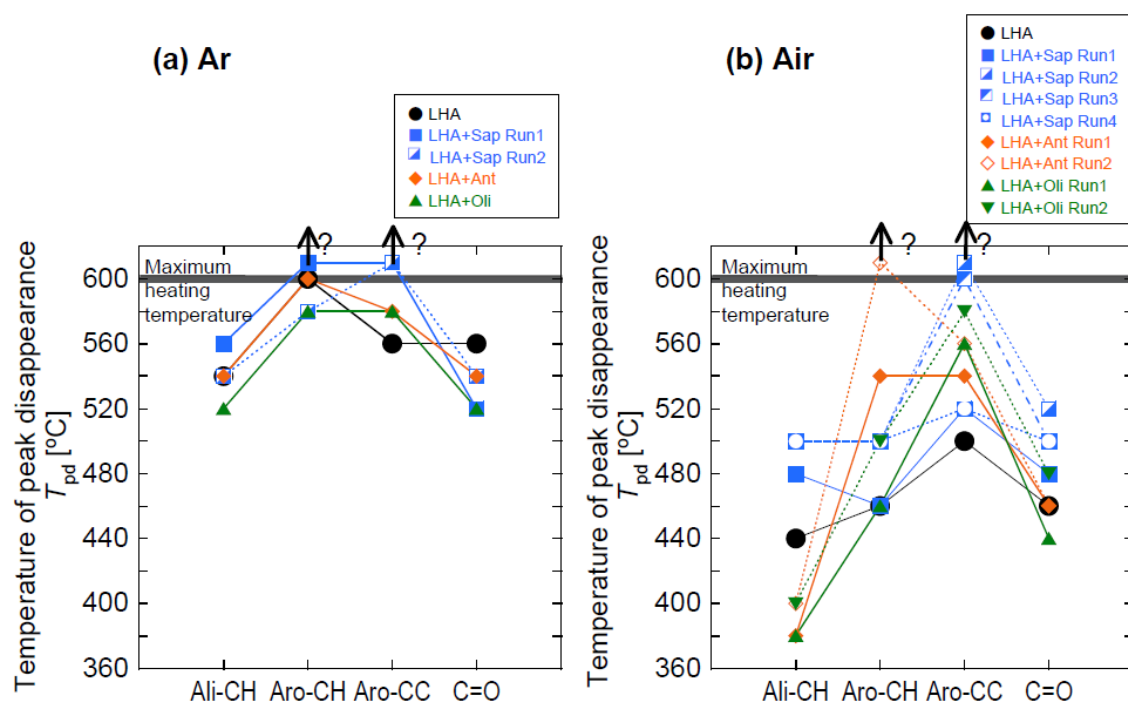 (a) Ar
LHA
LHA+Sap Run1
LHA+Sap Run2
LHA+Ant
LHA+Oli
Temperature of peak disappearance
Tpd [ºC]
600
560
520
480
440
400
360
Maximum
heating
temperature
?
?
Ali-CH Aro-CH Aro-CC C=O
(b) Air
LHA
LHA+Sap Run1
LHA+Sap Run2
LHA+Sap Run3
LHA+Sap Run4
LHA+Ant Run1
LHA+Ant Run2
LHA+Oli Run1
LHA+Oli Run2
Temperature of peak disappearance
Tpd [ºC]
600
560
520
480
440
400
360
Maximum
heating
temperature
?
?
Ali-CH Aro-CH Aro-CC C=O